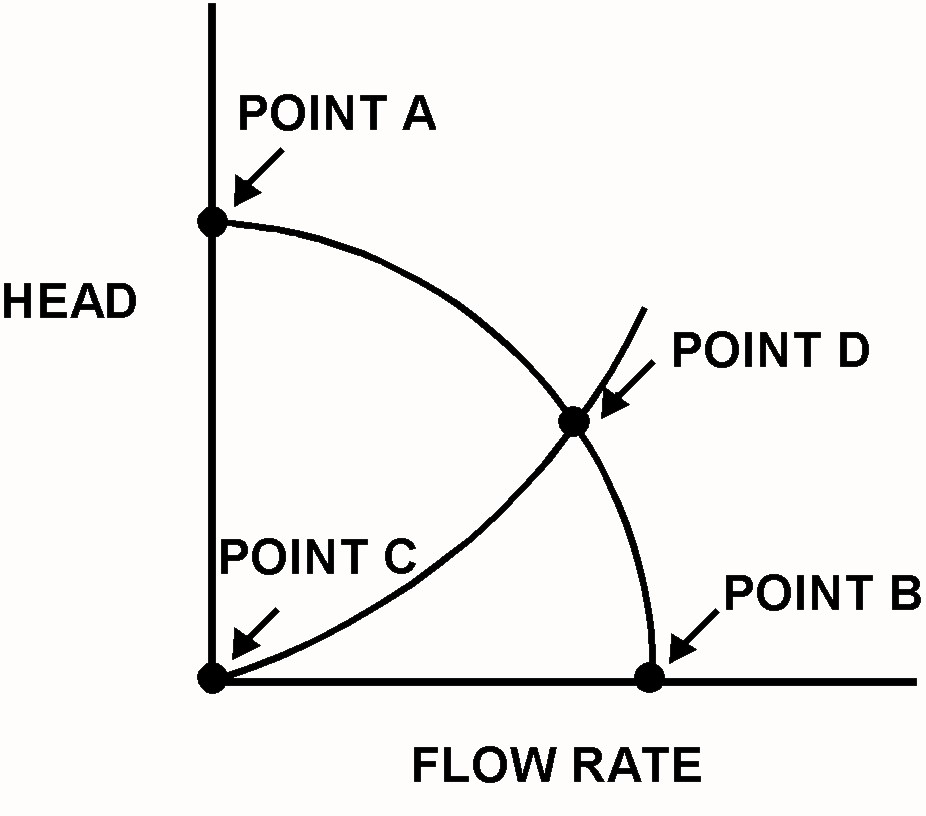 POINT A
HEAD
POINT D
POINT C
POINT B
FLOW RATE